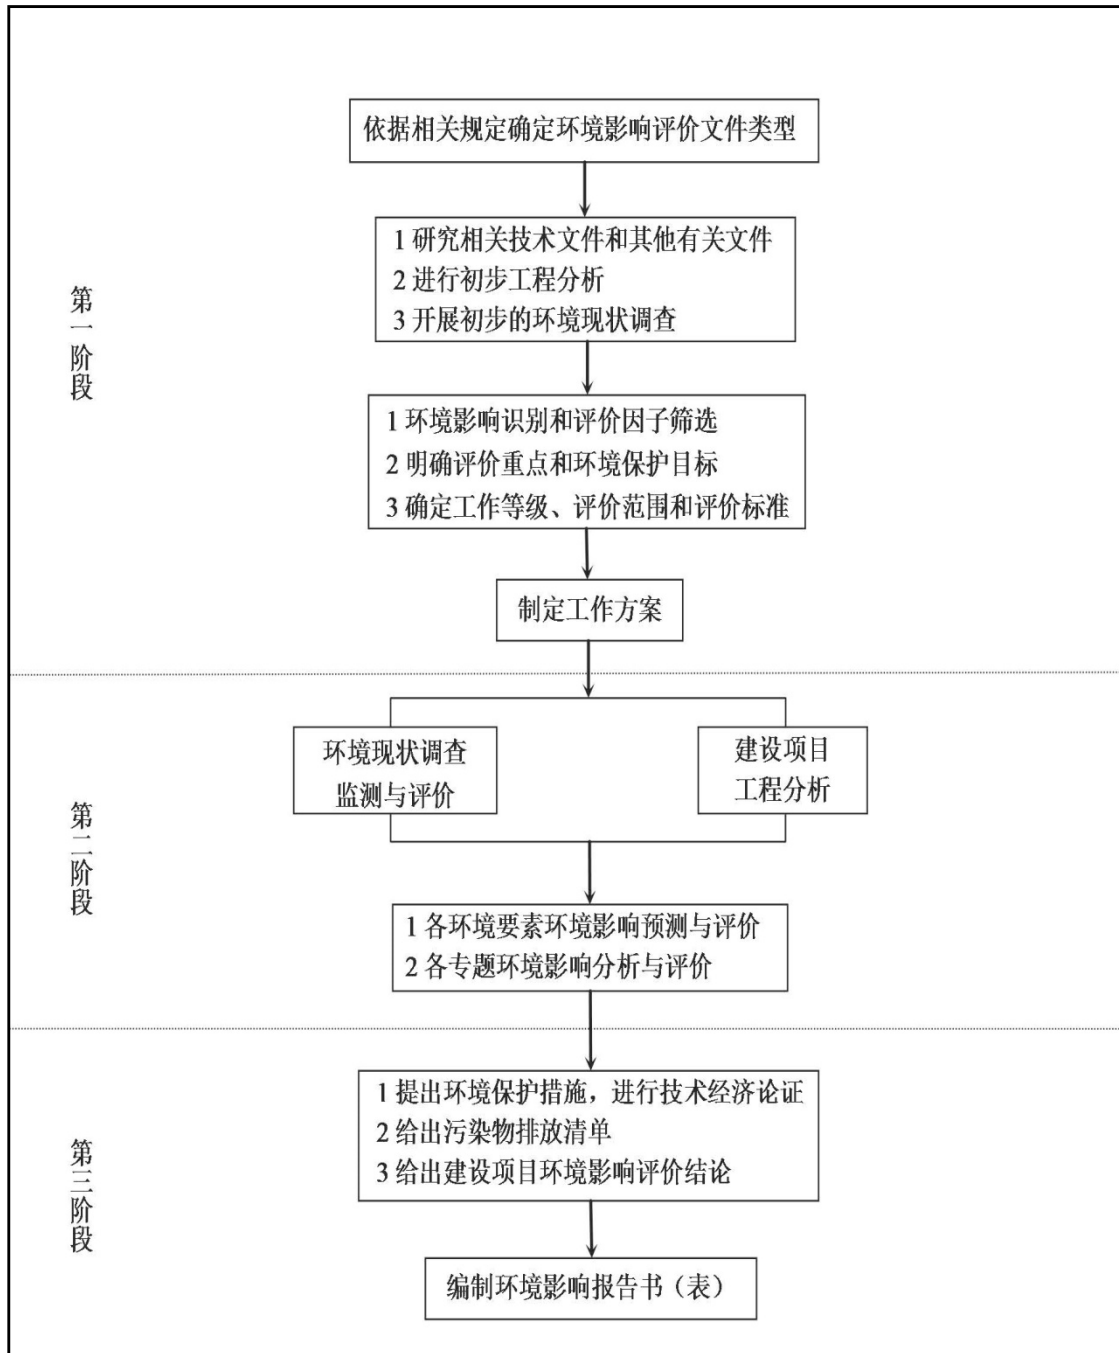 依据相关规定确定环境影响评价文件类型
1 研究相关技术文件和其他有关文件
2 进行初步工程分析
3 开展初步的环境现状调查
第一阶段
1 环境影响识别和评价因子筛选
2 明确评价重点和环境保护目标
3 确定工作等级、评价范围和评价标准
制定工作方案
环境现状调查
监测与评价
建设项目
工程分析
第二阶段
1 各环境要素环境影响预测与评价
2 各专题环境影响分析与评价
1 提出环境保护措施，进行技术经济论证
2 给出污染物排放清单
3 给出建设项目环境影响评价结论
第三阶段
编制环境影响报告书（表）